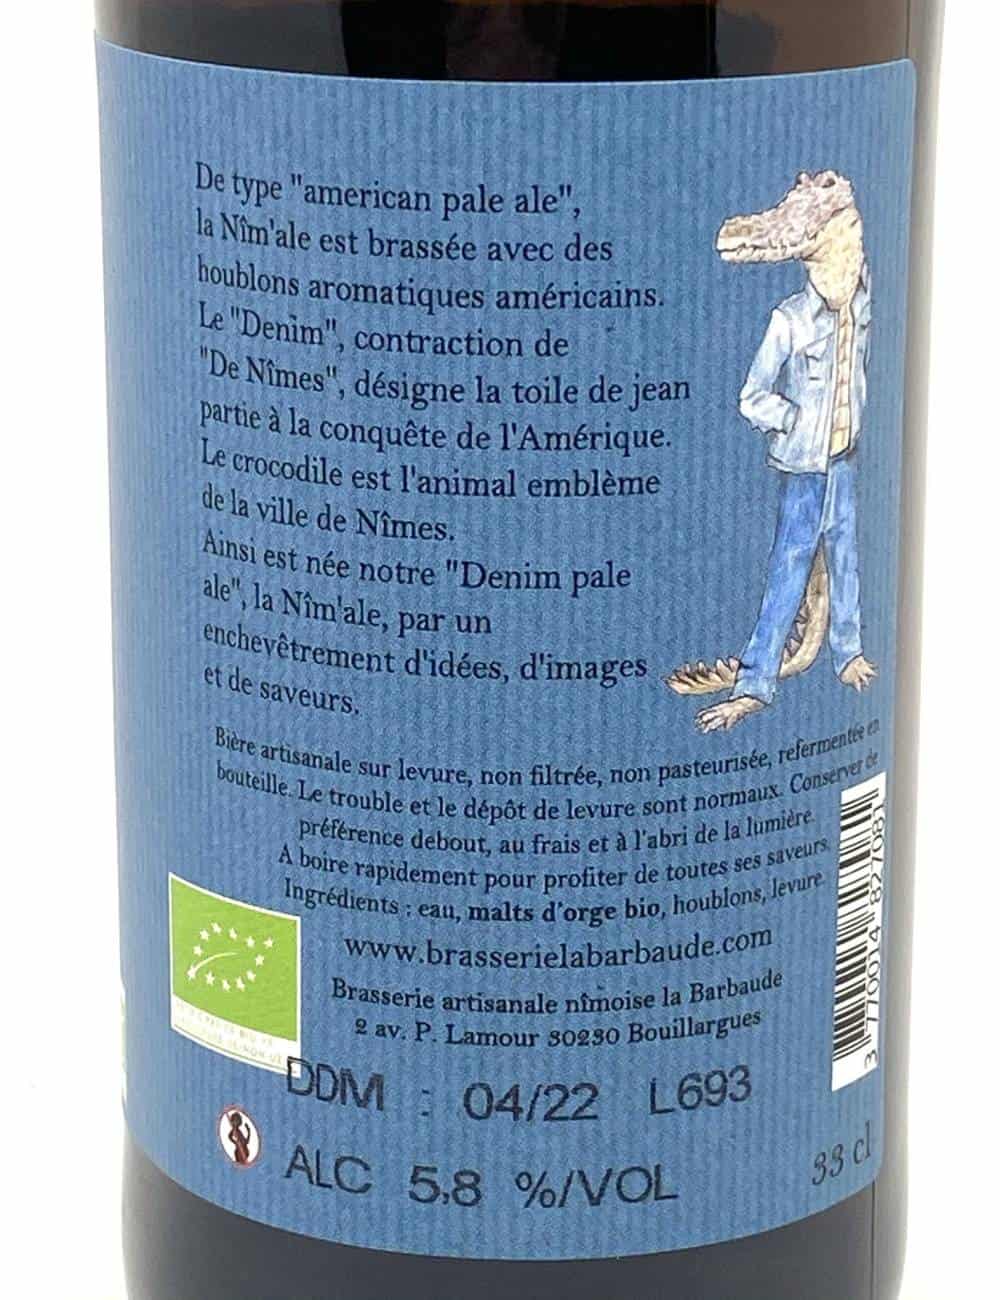 De type "american pale ale",
la Nîm'ale est brassée avec des
houblons aromatiques américains.
Le "Denim", contraction de
"De Nîmes", désigne la toile de jean
partie à la conquête de l'Amérique.
Le crocodile est l'animal emblème
de la ville de Nîmes.
Ainsi est née notre "Denim pale
ale", la Nîm'ale, par un
enchevêtrement d'idées, d'images
et de saveurs.
Bière artisanale sur levure, non filtrée, non pasteurisée, refermentée en
bouteille. Le trouble et le dépôt de levure sont normaux. Conserver de
préférence debout, au frais et à l'abri de la lumière.
A boire rapidement pour profiter de toutes ses saveurs.
Ingrédients : eau, malts d'orge bio, houblons, levure.
www.brasserielabarbaude.com
Brasserie artisanale nîmoise la Barbaude
2 av. P. Lamour 30230 Bouillargues
DDM : 04/22 L693
ALC 5,8 %/VOL
33 cl
3 770014 827081